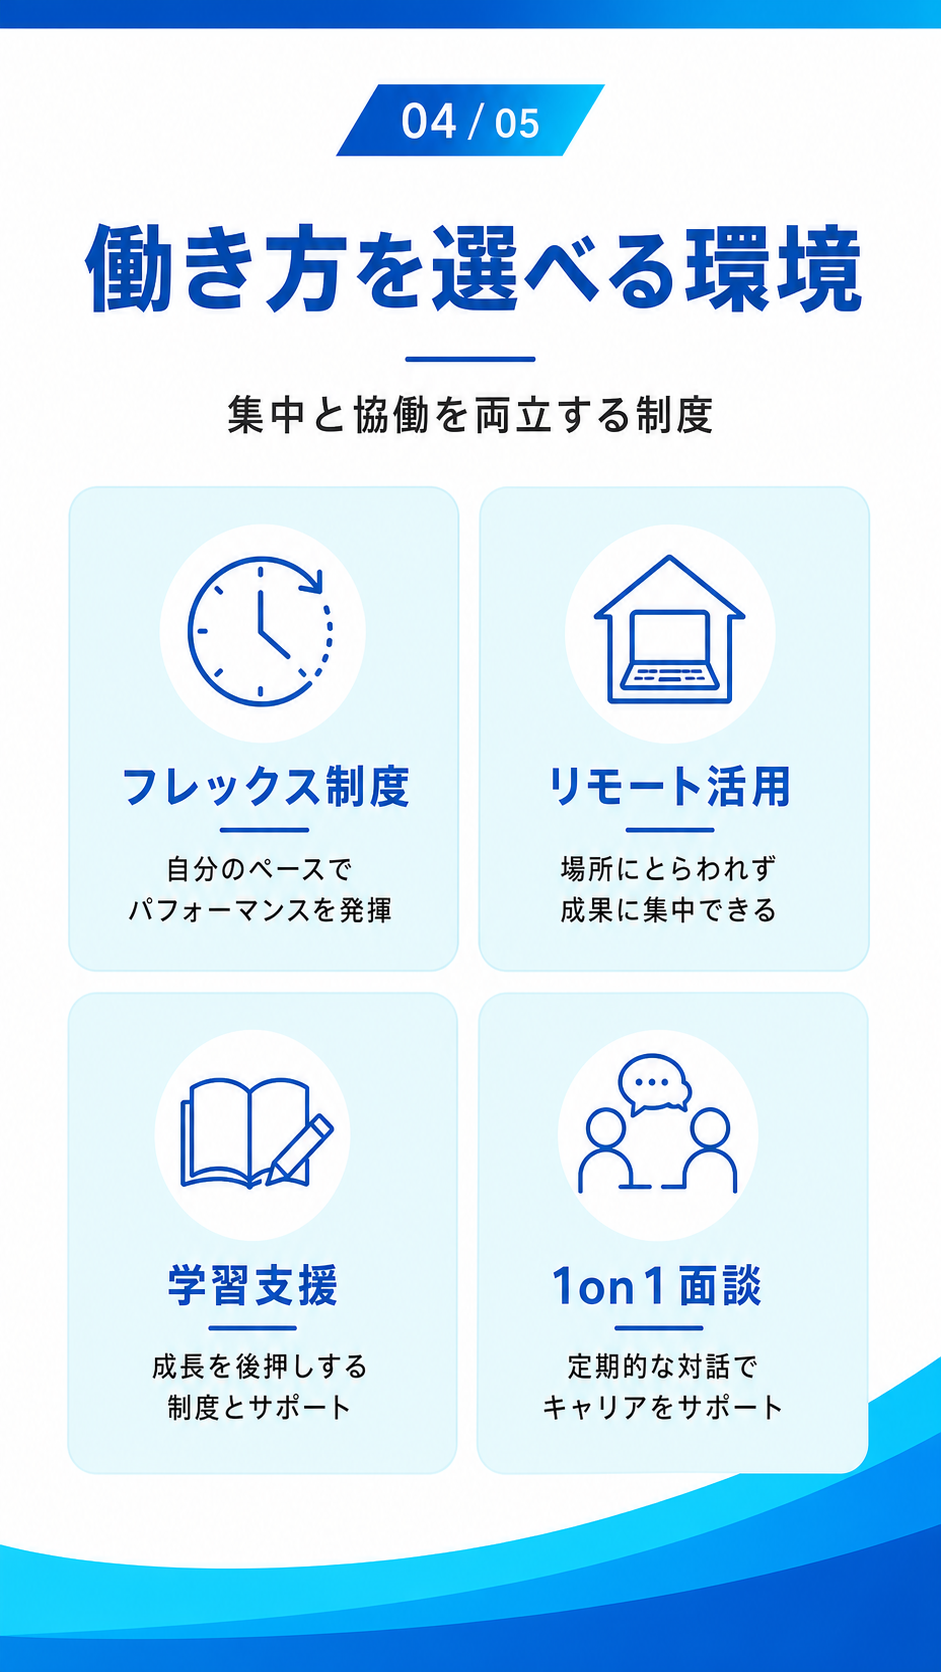 04 / 05
働き方を選べる環境
集中と協働を両立する制度
フレックス制度
自分のペースで
パフォーマンスを発揮
リモート活用
場所にとらわれず
成果に集中できる
学習支援
成長を後押しする
制度とサポート
1on1面談
定期的な対話で
キャリアをサポート